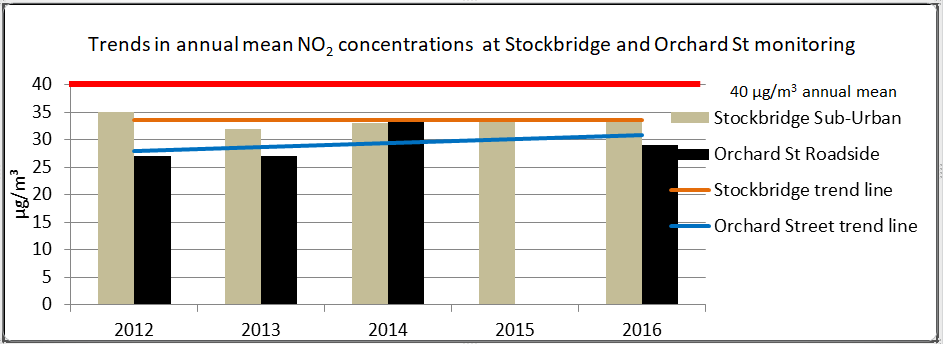 Trends in annual mean NO₂ concentrations at Stockbridge and Orchard St monitoring
40 µg/m³ annual mean
µg/m³
40
35
30
25
20
15
10
5
0
2012 2013 2014 2015 2016
Stockbridge Sub-Urban
Orchard St Roadside
Stockbridge trend line
Orchard Street trend line